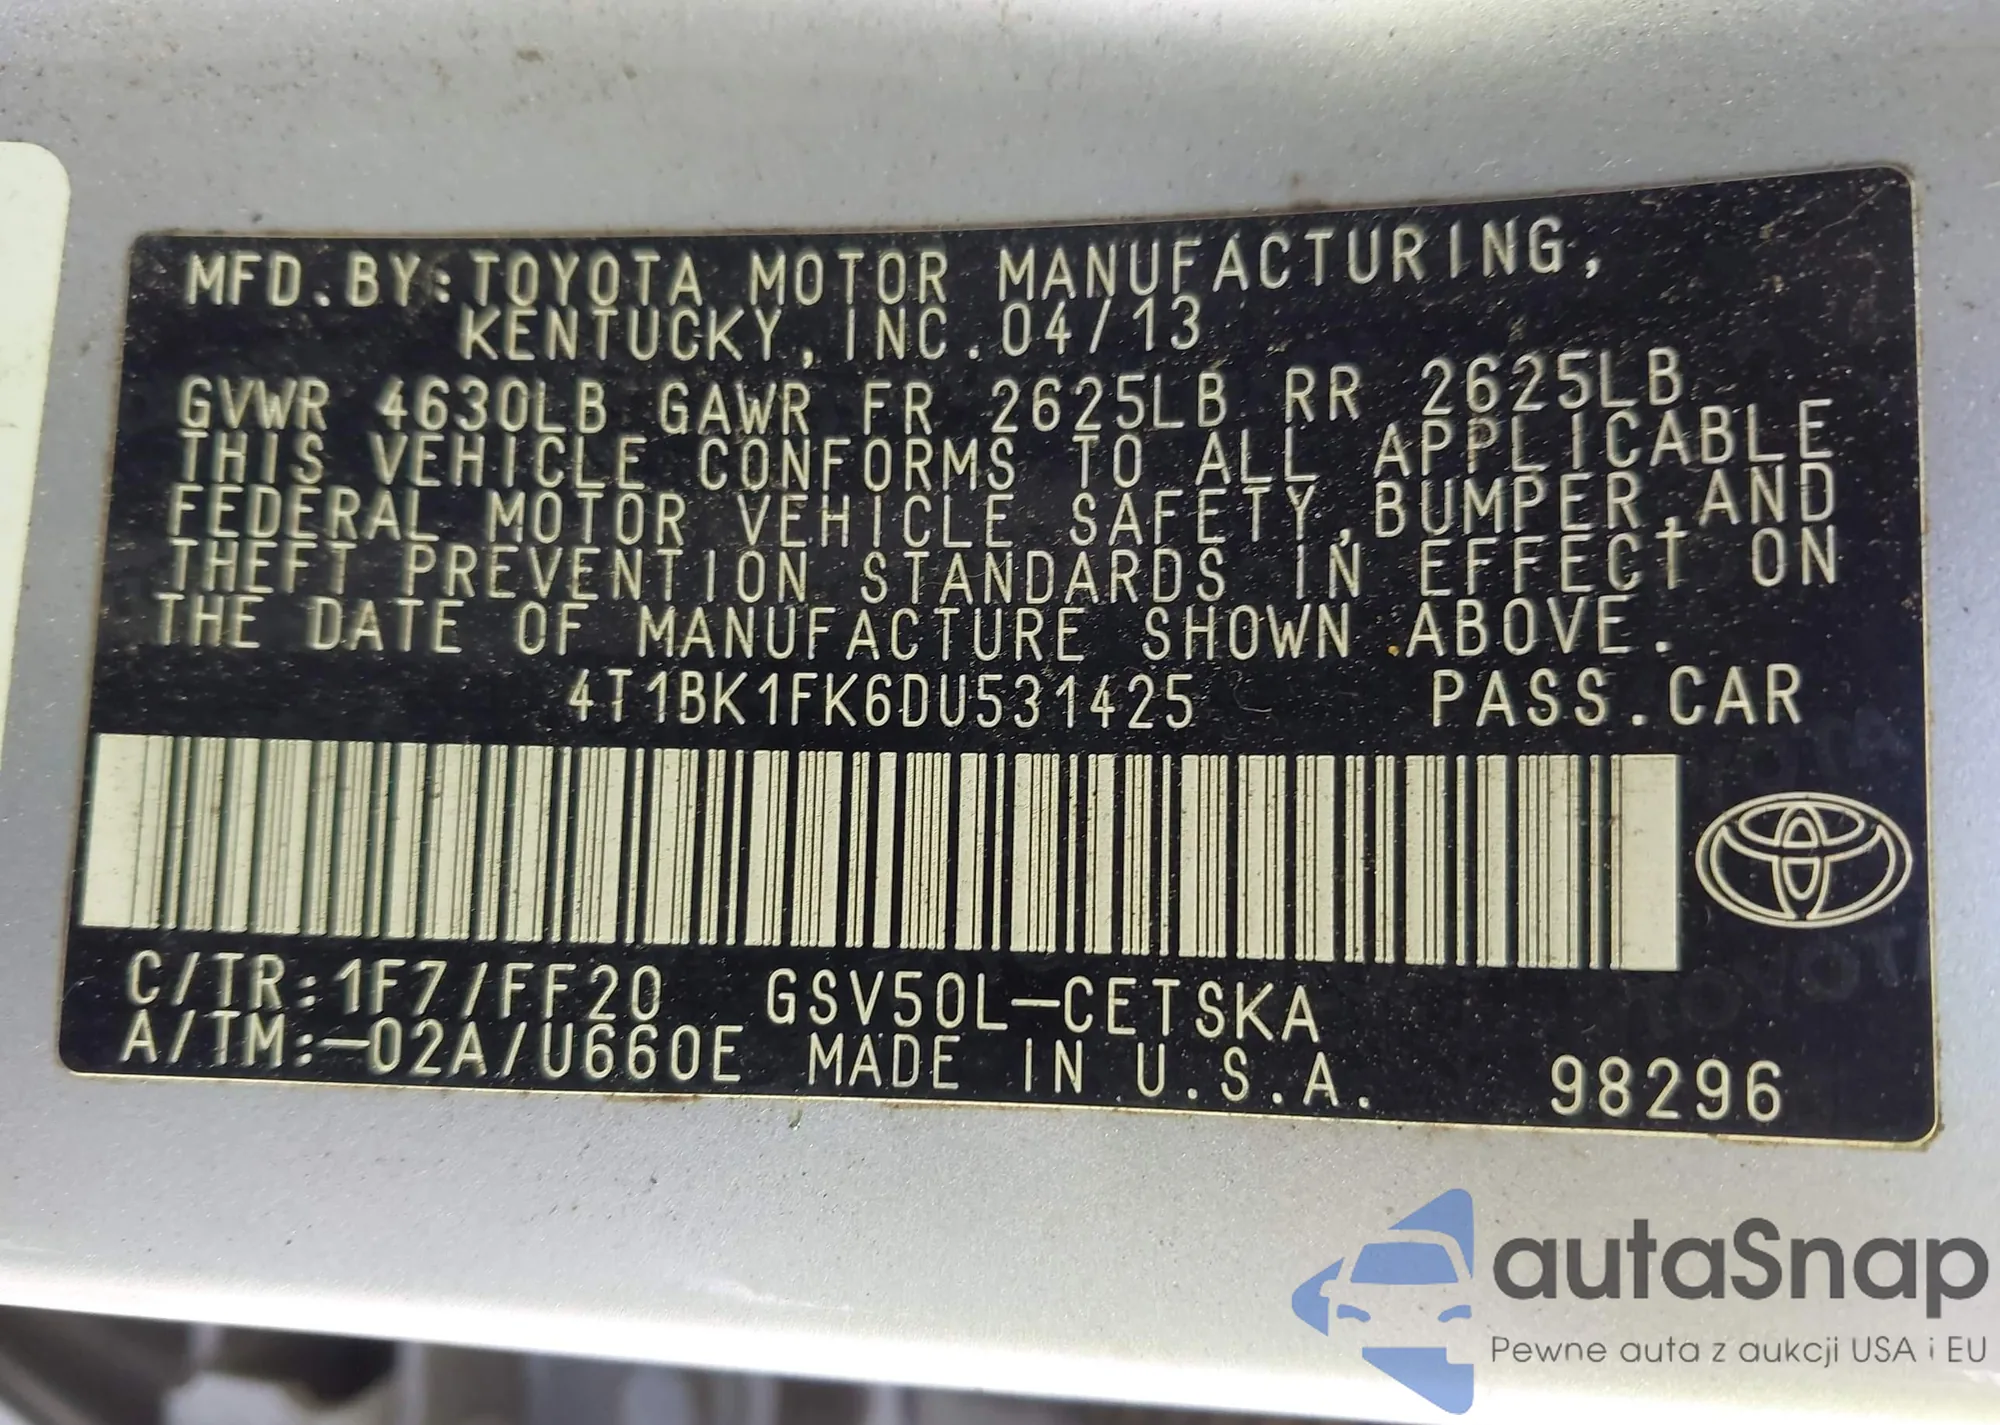 MFD.BY:TOYOTA MOTOR MANUFACTURING,
KENTUCKY, INC.04/13
GVWR 4630LB GAWR FR 2625LB RR 2625LB
THIS VEHICLE CONFORMS TO ALL APPLICABLE
FEDERAL MOTOR VEHICLE SAFETY,BUMPER,AND
THEFT PREVENTION STANDARDS IN EFFECT ON
THE DATE OF MANUFACTURE SHOWN ABOVE.
4T1BK1FK6DU531425 PASS.CAR
C/TR:1F7/FF20 GSV50L-CETSKA
A/TM:-02A/U660E MADE IN U.S.A. 98296
autaSnap
Pewne auta z aukcji USA i EU